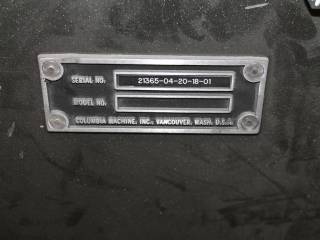 SERIAL NO. 21365-04-20-18-01
MODEL NO.
COLUMBIA MACHINE, INC., VANCOUVER, WASH. U.S.A.